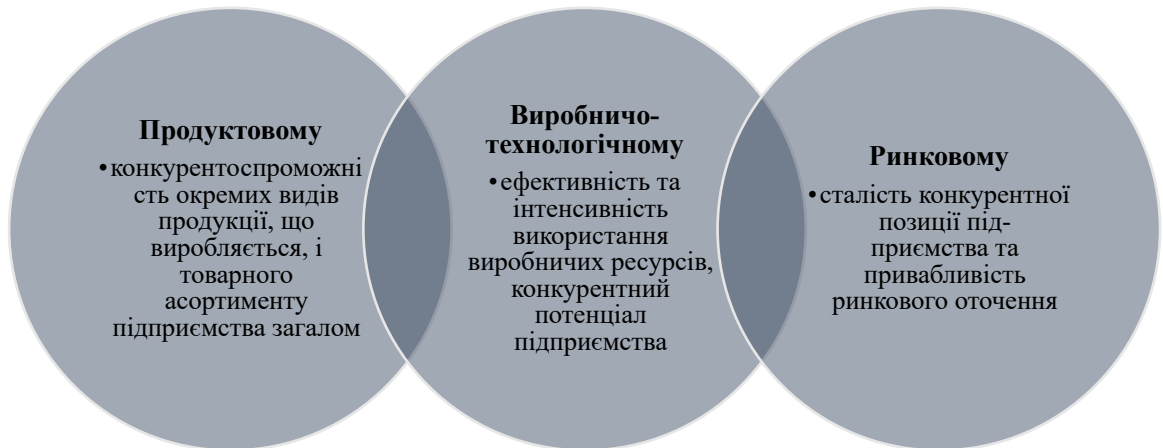 Продуктовому
•конкурентоспроможні
сть окремих видів
продукції, що
виробляється, і
товарного
асортименту
підприємства загалом
Виробничо-
технологічному
•ефективність та
інтенсивність
використання
виробничих ресурсів,
конкурентний
потенціал
підприємства
Ринковому
•сталість конкурентної
позиції під-
приємства та
привабливість
ринкового оточення